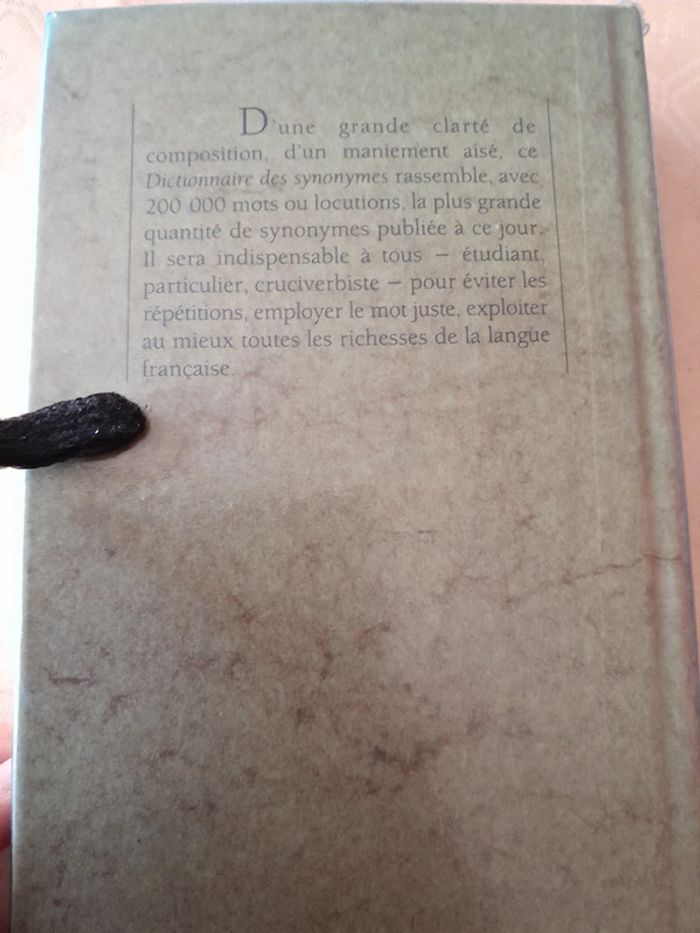 D'une grande clarté de
composition, d'un maniement aisé, ce
Dictionnaire des synonymes rassemble, avec
200 000 mots ou locutions, la plus grande
quantité de synonymes publiée à ce jour.
Il sera indispensable à tous — étudiant,
particulier, cruciverbiste — pour éviter les
répétitions, employer le mot juste, exploiter
au mieux toutes les richesses de la langue
française.